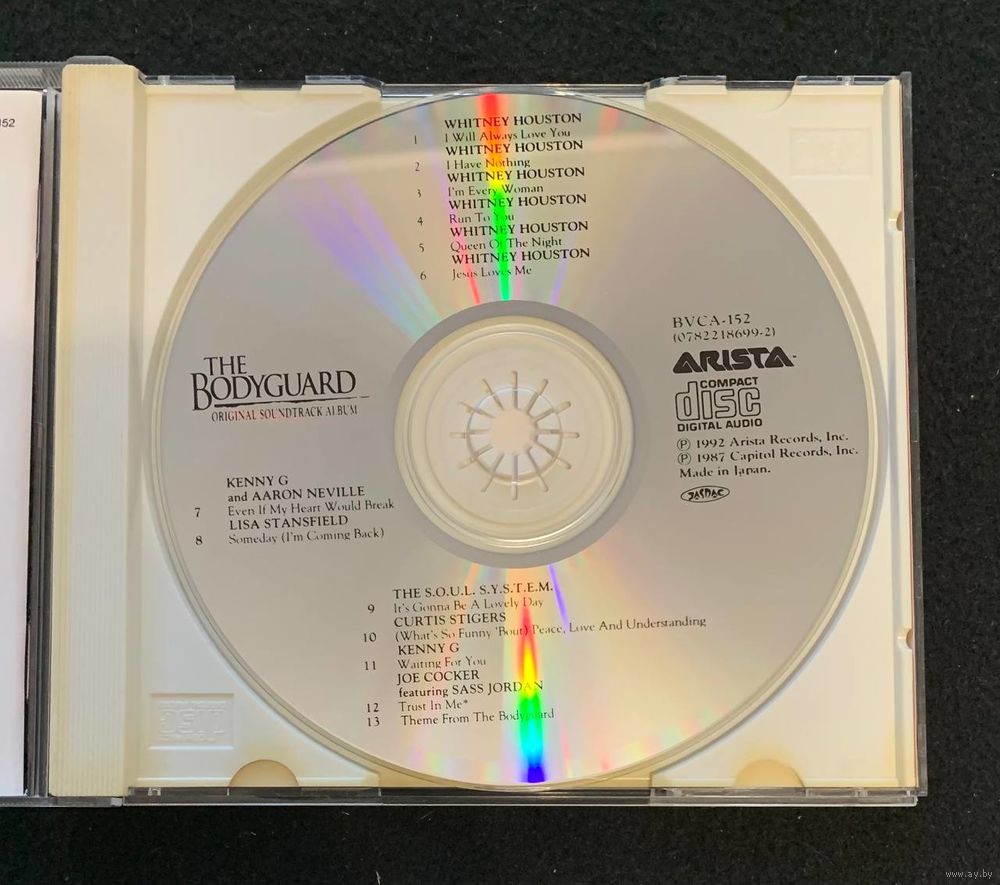 152
WHITNEY HOUSTON
1 I Will Always Love You
WHITNEY HOUSTON
2 I Have Nothing
WHITNEY HOUSTON
3 I'm Every Woman
WHITNEY HOUSTON
4 Run To You
WHITNEY HOUSTON
5 Queen Of The Night
WHITNEY HOUSTON
6 Jesus Loves Me
THE
BODYGUARD
ORIGINAL SOUNDTRACK ALBUM
BVCA-152
(0782218699-2)
ARISTA
COMPACT
disc
DIGITAL AUDIO
Ⓟ 1992 Arista Records, Inc.
Ⓟ 1987 Capitol Records, Inc.
Made in Japan.
JASRAC
KENNY G
and AARON NEVILLE
7 Even If My Heart Would Break
LISA STANSFIELD
8 Someday (I'm Coming Back)
THE S.O.U.L. S.Y.S.T.E.M.
9 It's Gonna Be A Lovely Day
CURTIS STIGERS
10 (What's So Funny 'Bout) Peace, Love And Understanding
KENNY G
11 Waiting For You
JOE COCKER
featuring SASS JORDAN
12 Trust In Me*
13 Theme From The Bodyguard
www.ay.by